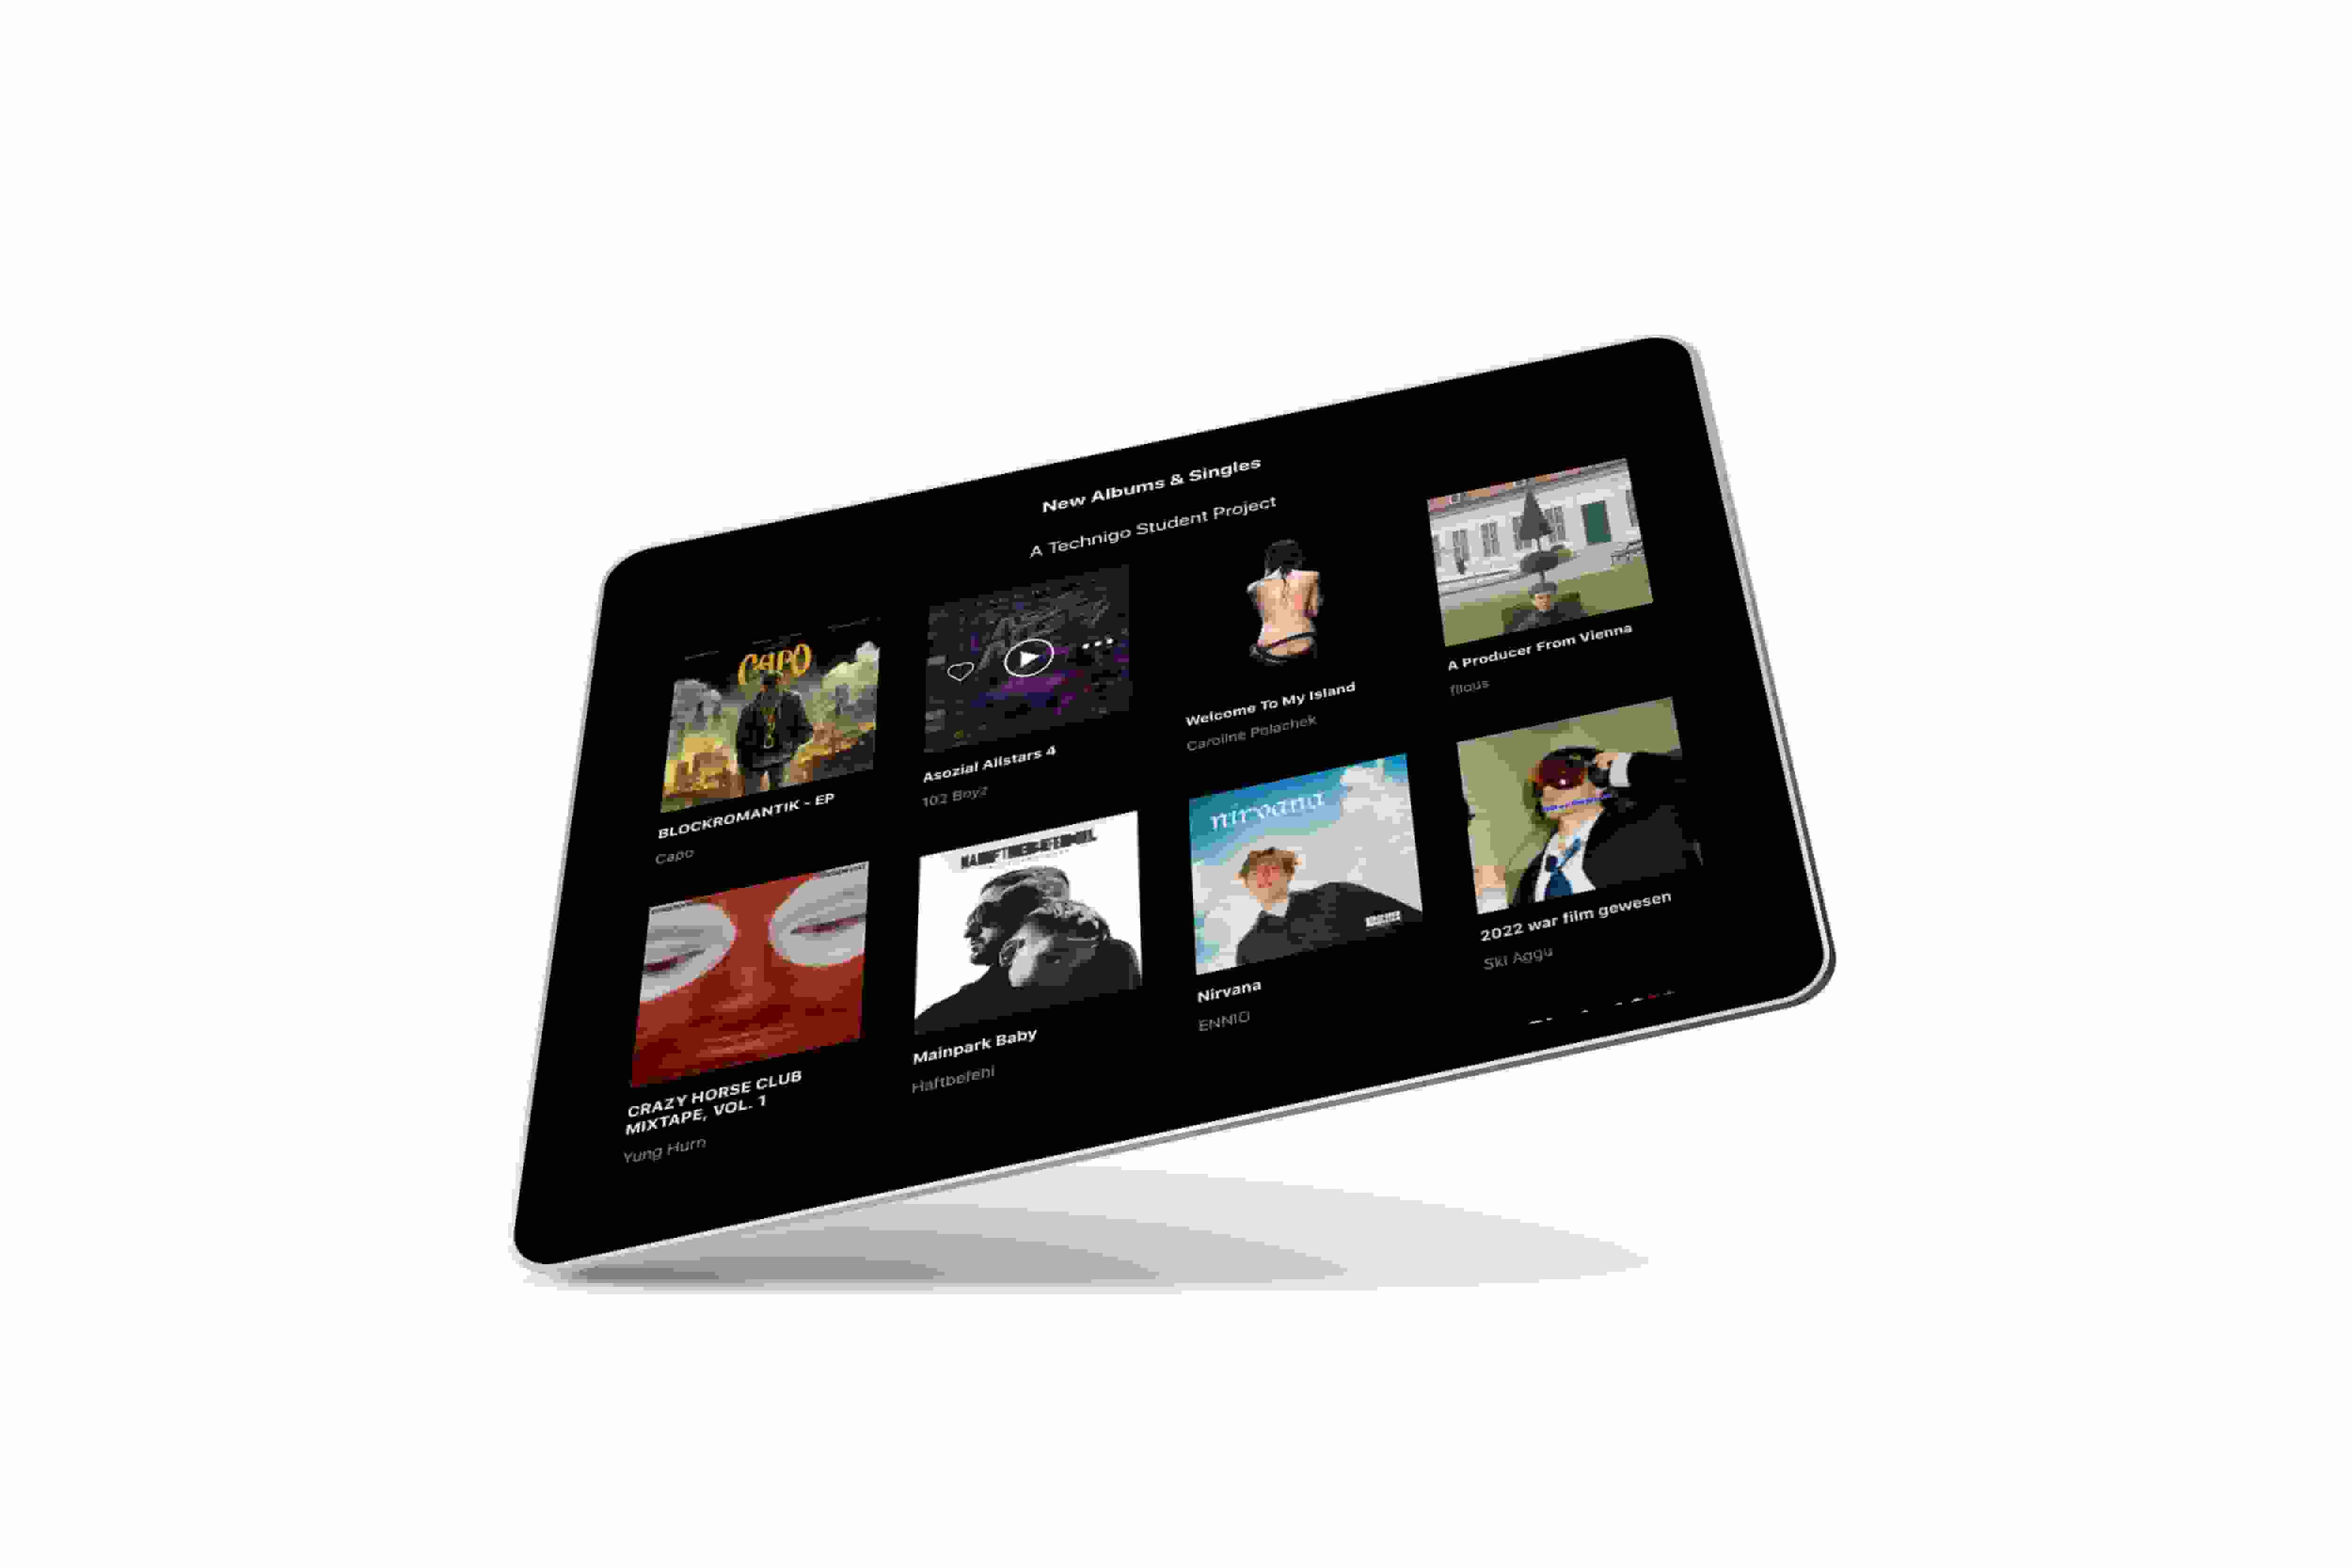 New Albums & Singles
A Technigo Student Project
CAPO
BLOCKROMANTIK - EP
Capo
Asozial Allstars 4
102 Boyz
Welcome To My Island
Caroline Polachek
A Producer From Vienna
filous
CRAZY HORSE CLUB
MIXTAPE, VOL. 1
Yung Hurn
Mainpark Baby
Haftbefehl
nirvana
Nirvana
ENNIO
2022 war film gewesen
Ski Aggu